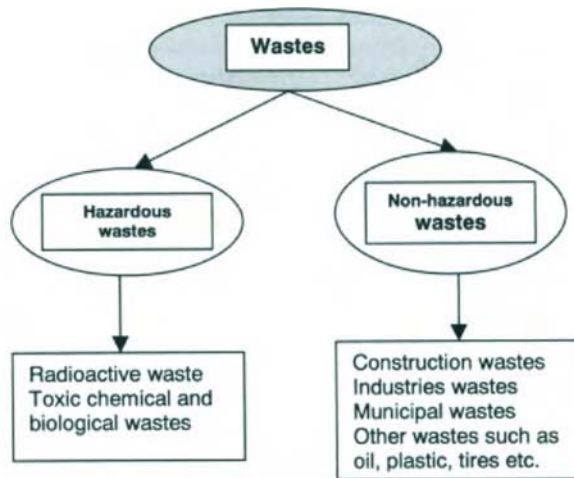 Wastes
Hazardous
wastes
Non-hazardous
wastes
Radioactive waste
Toxic chemical and
biological wastes
Construction wastes
Industries wastes
Municipal wastes
Other wastes such as
oil, plastic, tires etc.